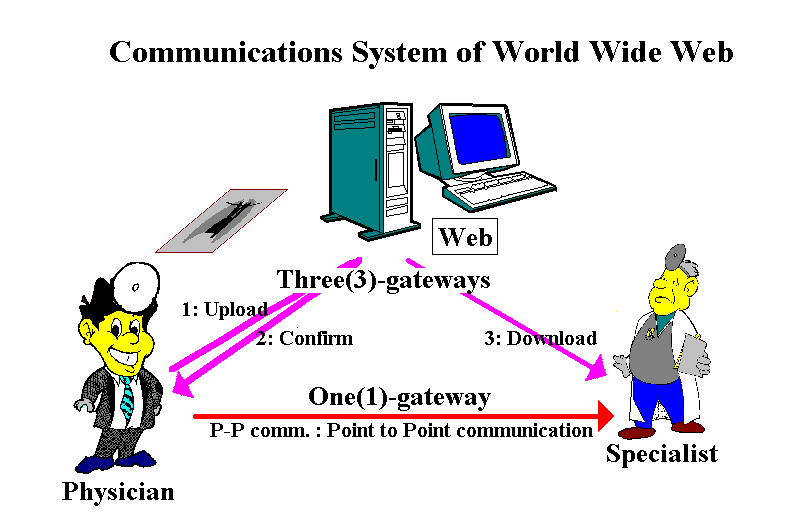 Communications System of World Wide Web
Web
Three(3)-gateways
1: Upload
2: Confirm
3: Download
One(1)-gateway
P-P comm. : Point to Point communication
Specialist
Physician